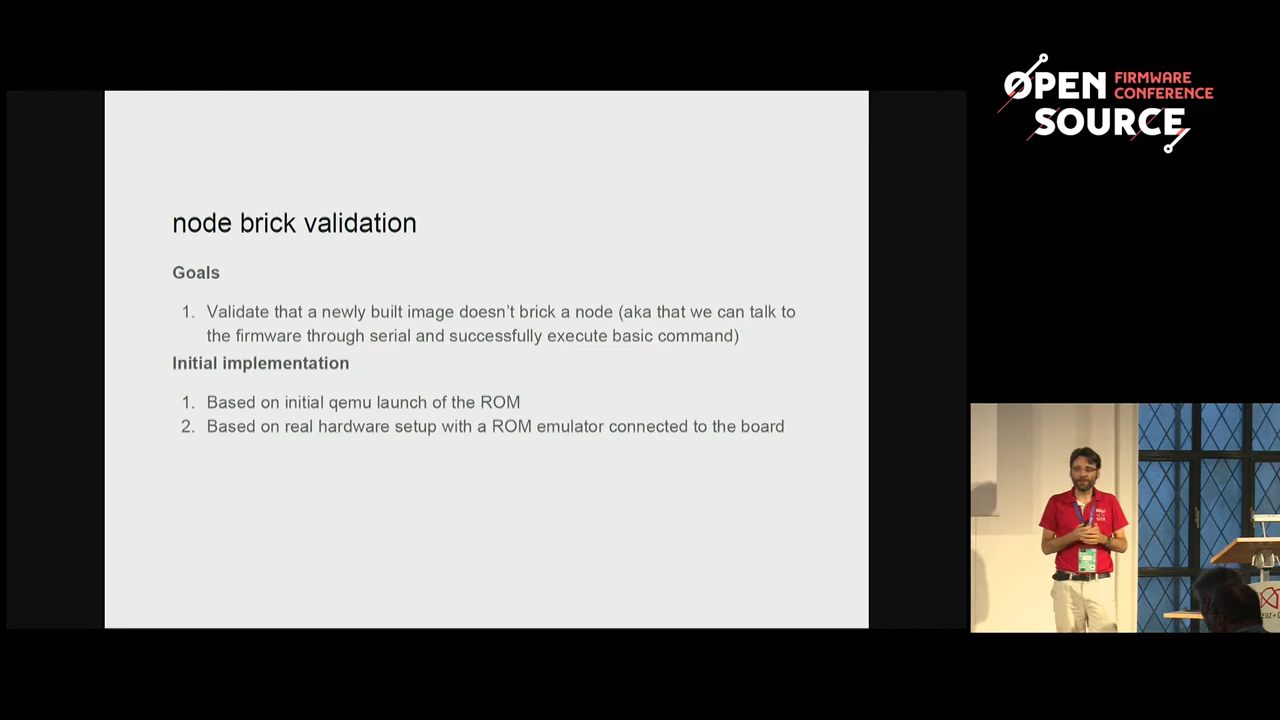 OPEN FIRMWARE
CONFERENCE
SOURCE
node brick validation
Goals
1. Validate that a newly built image doesn't brick a node (aka that we can talk to
the firmware through serial and successfully execute basic command)
Initial implementation
1. Based on initial qemu launch of the ROM
2. Based on real hardware setup with a ROM emulator connected to the board